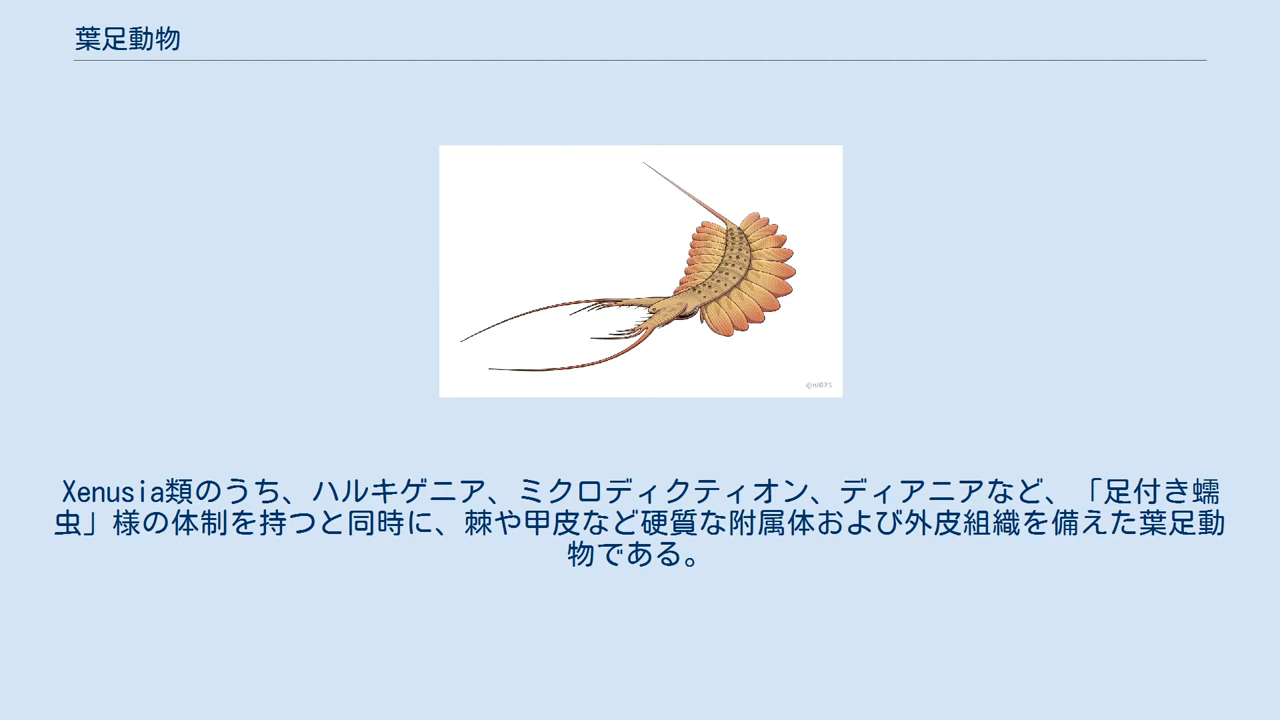 葉足動物
©ni075
Xenusia類のうち、ハルキゲニア、ミクロディクティオン、ディアニアなど、「足付き蠕
虫」様の体制を持つと同時に、棘や甲皮など硬質な附属体および外皮組織を備えた葉足動
物である。